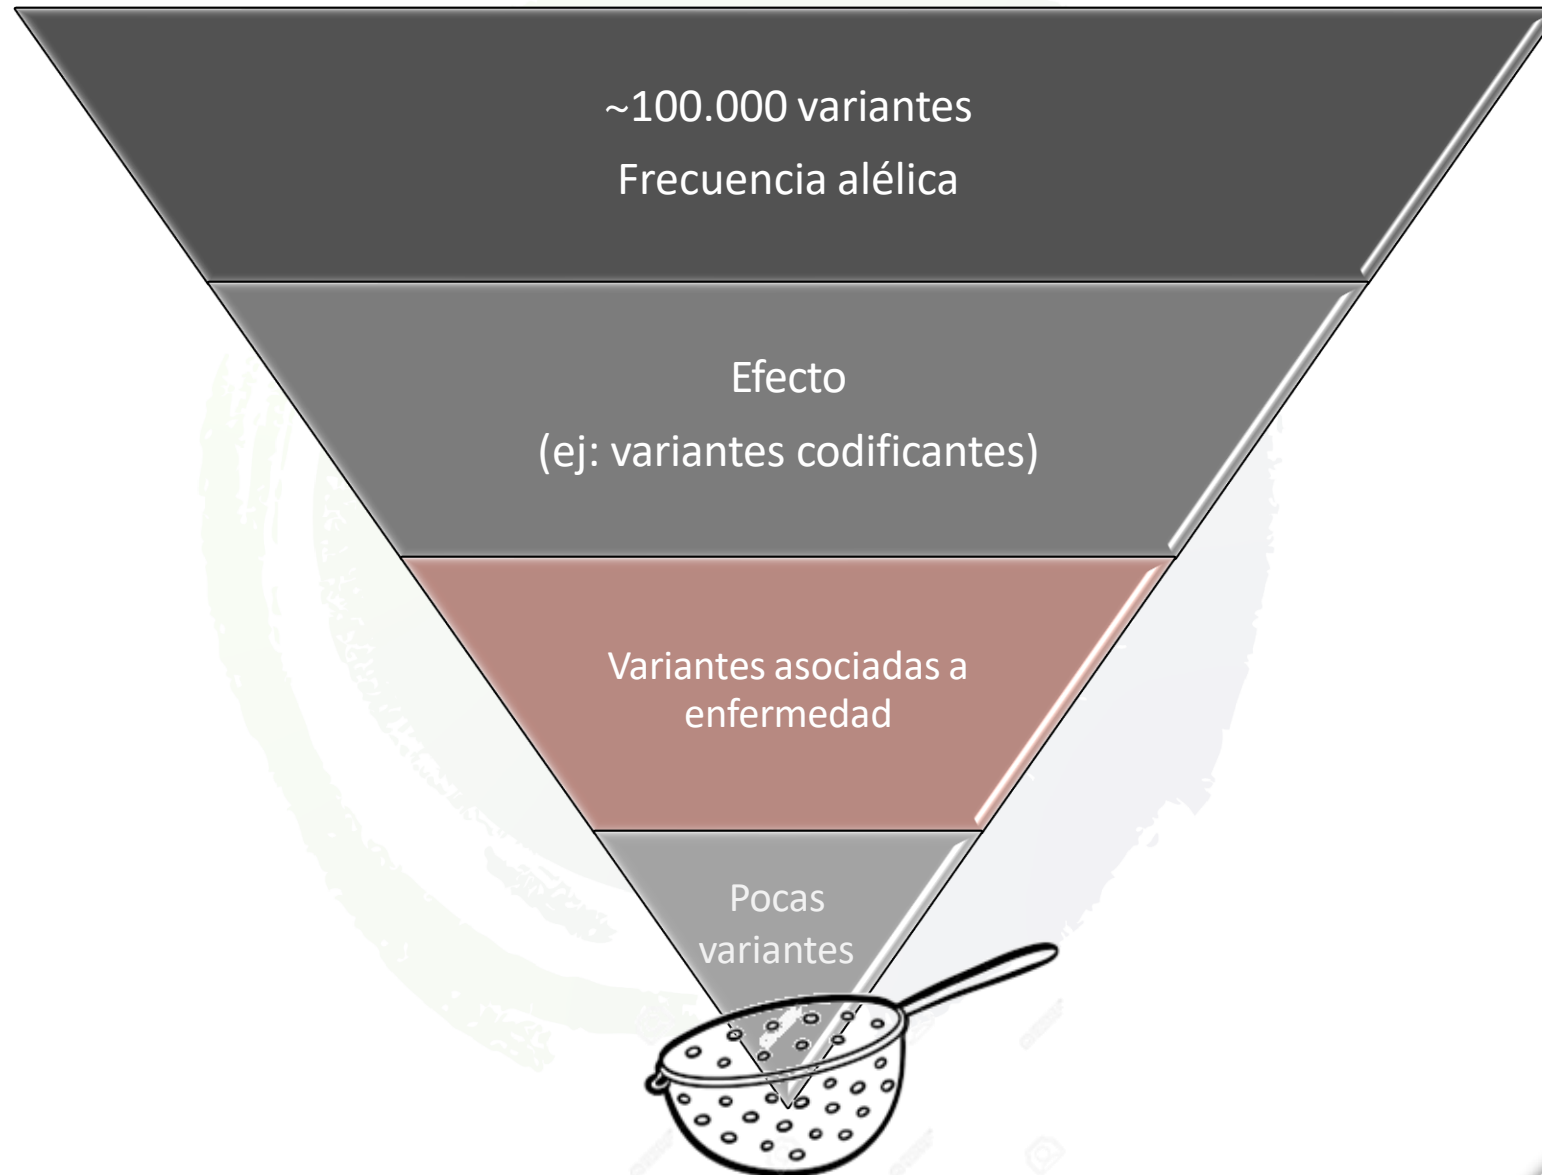 ~100.000 variantes
Frecuencia alélica
Efecto
(ej: variantes codificantes)
Variantes asociadas a
enfermedad
Pocas
variantes